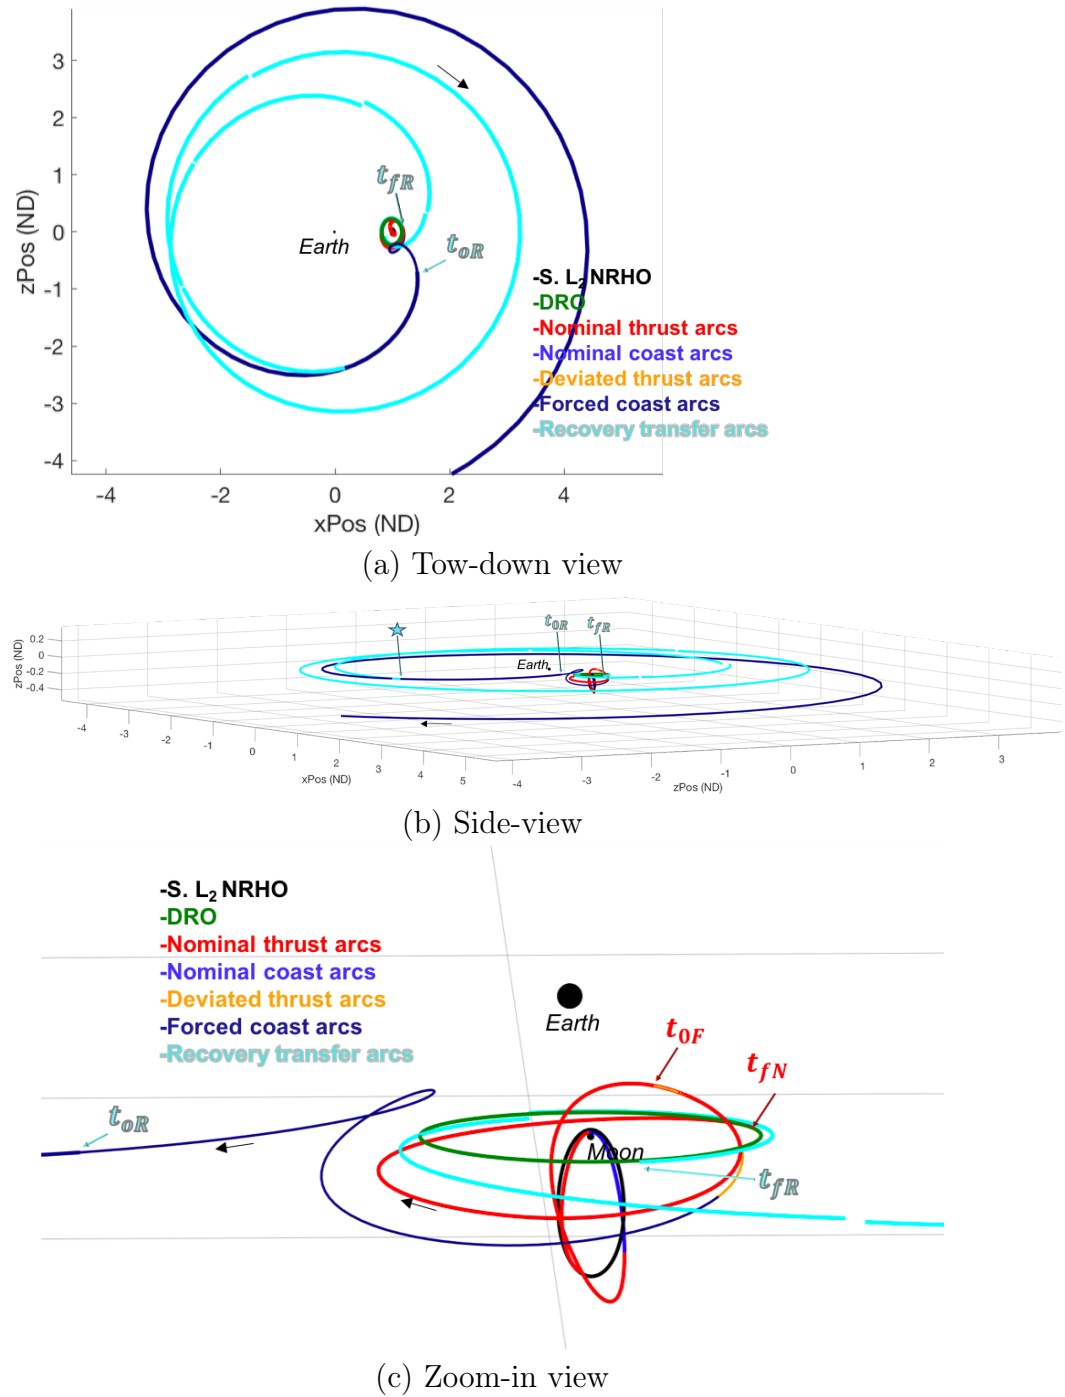 3
2
1
0
-1
-2
-3
-4
zPos (ND)
-4
-2
0
2
4
xPos (ND)
Earth
t_fR
t_oR
-S. L₂ NRHO
-DRO
-Nominal thrust arcs
-Nominal coast arcs
-Deviated thrust arcs
-Forced coast arcs
-Recovery transfer arcs
(a) Tow-down view
zPos (ND)
0.2
0
-0.2
-0.4
t_0R
t_fR
Earth
-4
-3
-2
-1
0
1
2
3
4
5
xPos (ND)
-4
-3
-2
-1
0
1
2
3
zPos (ND)
(b) Side-view
-S. L₂ NRHO
-DRO
-Nominal thrust arcs
-Nominal coast arcs
-Deviated thrust arcs
-Forced coast arcs
-Recovery transfer arcs
Earth
t_0F
t_fN
t_oR
Moon
t_fR
(c) Zoom-in view